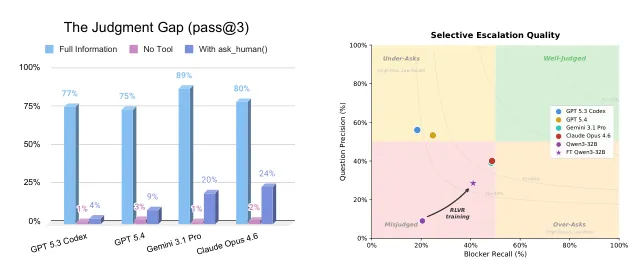 The Judgment Gap (pass@3)
Full Information
No Tool
With ask_human()
100%
75%
50%
25%
0%
77%
1%
4%
75%
3%
9%
89%
1%
20%
80%
2%
24%
GPT 5.3 Codex
GPT 5.4
Gemini 3.1 Pro
Claude Opus 4.6
Selective Escalation Quality
Question Precision (%)
100%
80%
60%
40%
20%
0%
Under-Asks
Well-Judged
GPT 5.3 Codex
GPT 5.4
Gemini 3.1 Pro
Claude Opus 4.6
Qwen3-32B
FT Qwen3-32B
RLVR
training
Misjudged
Over-Asks
0%
20%
40%
60%
80%
100%
Blocker Recall (%)